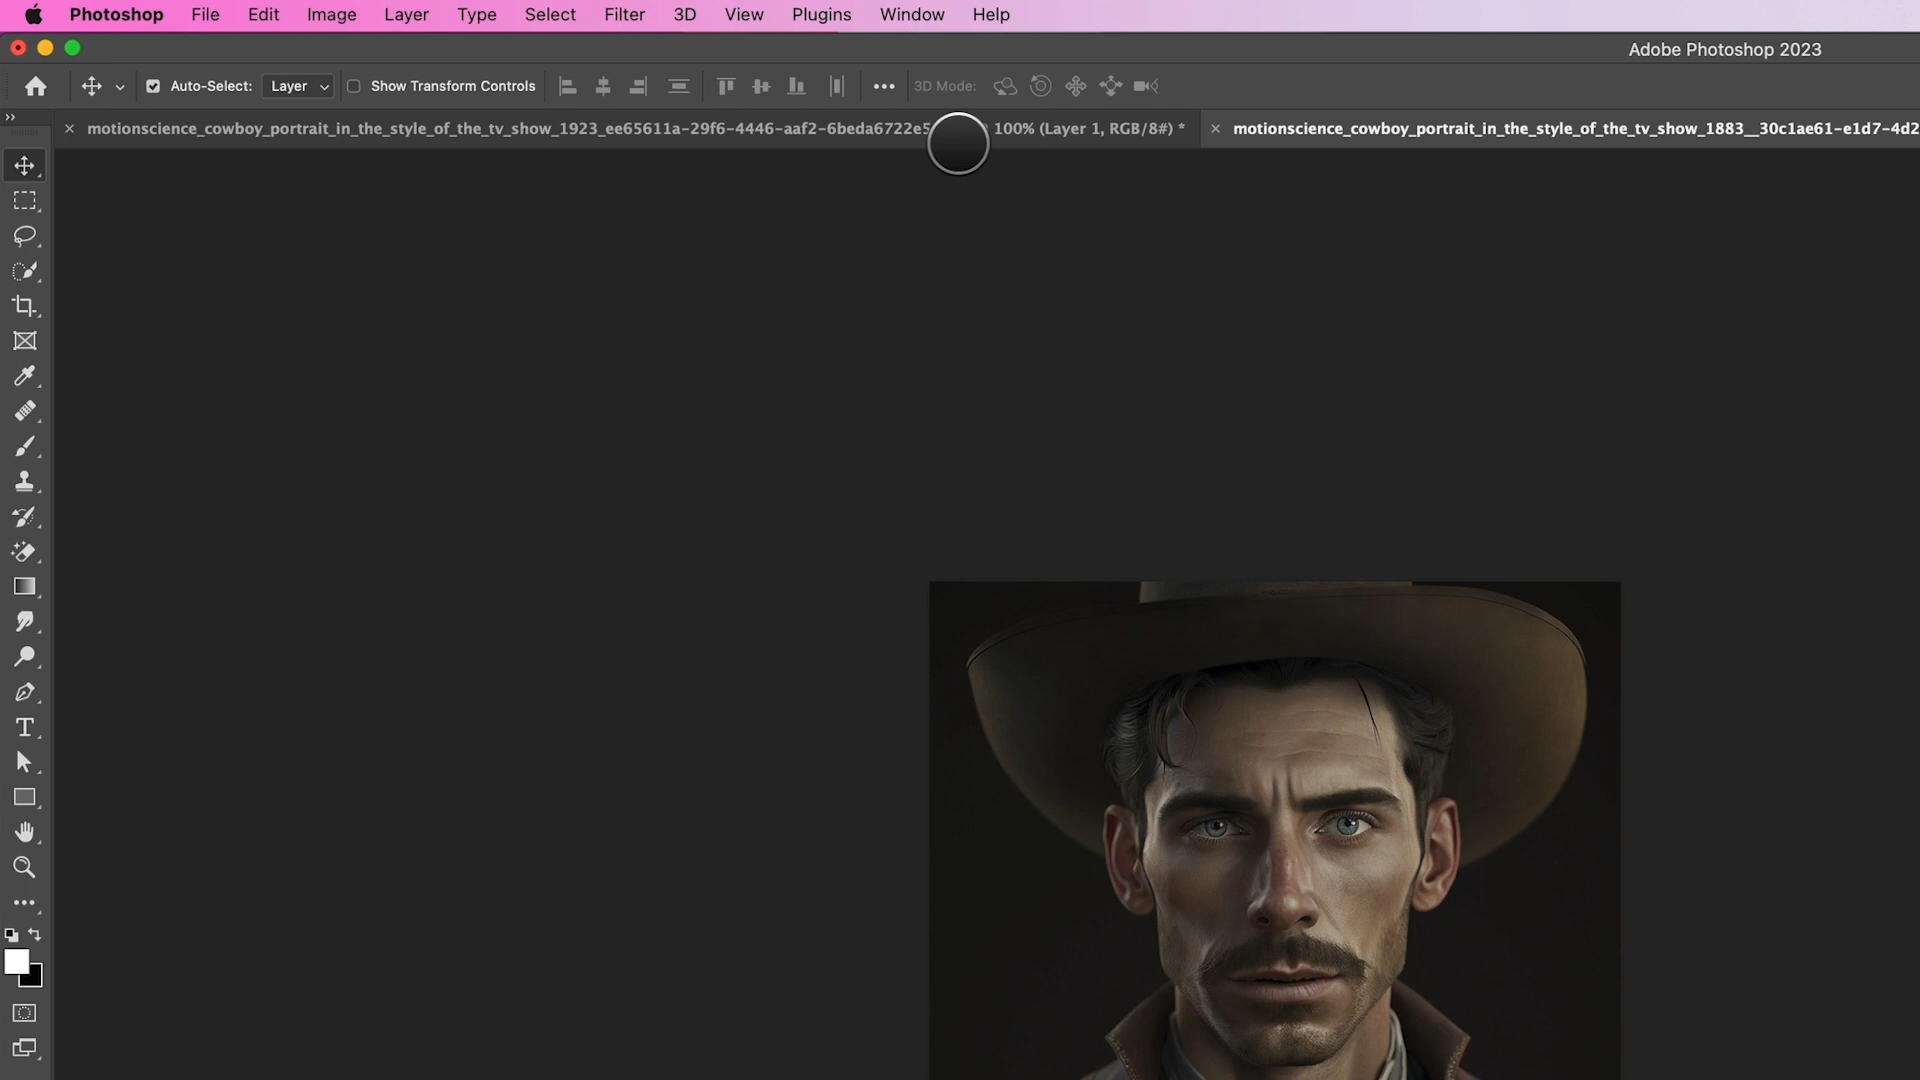 Photoshop File Edit Image Layer Type Select Filter 3D View Plugins Window Help
Adobe Photoshop 2023
Auto-Select: Layer Show Transform Controls 3D Mode:
motionscience_cowboy_portrait_in_the_style_of_the_tv_show_1923_ee65611a-29f6-4446-aaf2-6beda6722e5 100% (Layer 1, RGB/8#) * motionscience_cowboy_portrait_in_the_style_of_the_tv_show_1883__30c1ae61-e1d7-4d2